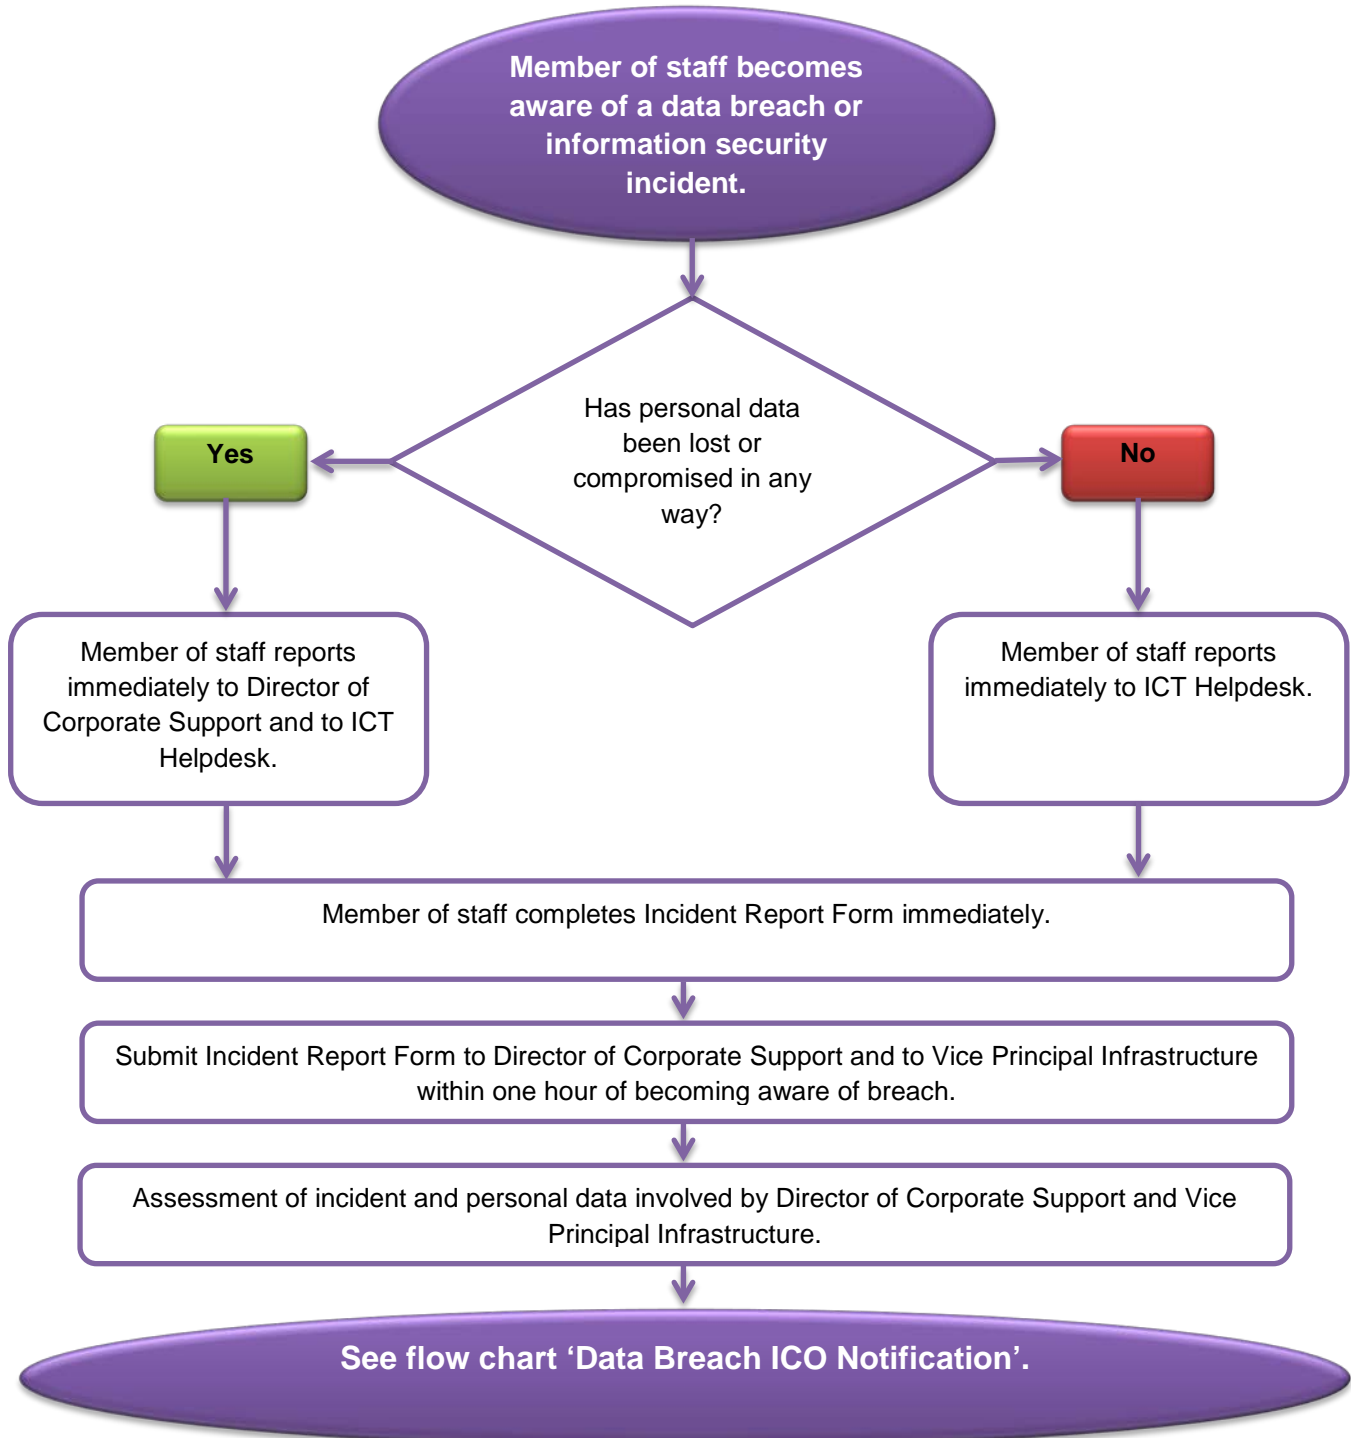 Member of staff becomes
aware of a data breach or
information security
incident.
Has personal data
been lost or
compromised in any
way?
Yes
No
Member of staff reports
immediately to Director of
Corporate Support and to ICT
Helpdesk.
Member of staff reports
immediately to ICT Helpdesk.
Member of staff completes Incident Report Form immediately.
Submit Incident Report Form to Director of Corporate Support and to Vice Principal Infrastructure
within one hour of becoming aware of breach.
Assessment of incident and personal data involved by Director of Corporate Support and Vice
Principal Infrastructure.
See flow chart ‘Data Breach ICO Notification’.